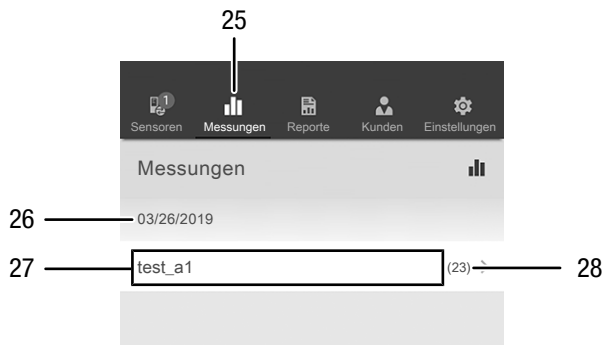 25
1
Sensoren Messungen Reporte Kunden Einstellungen
Messungen
26 03/26/2019
27 test_a1 (23) 28